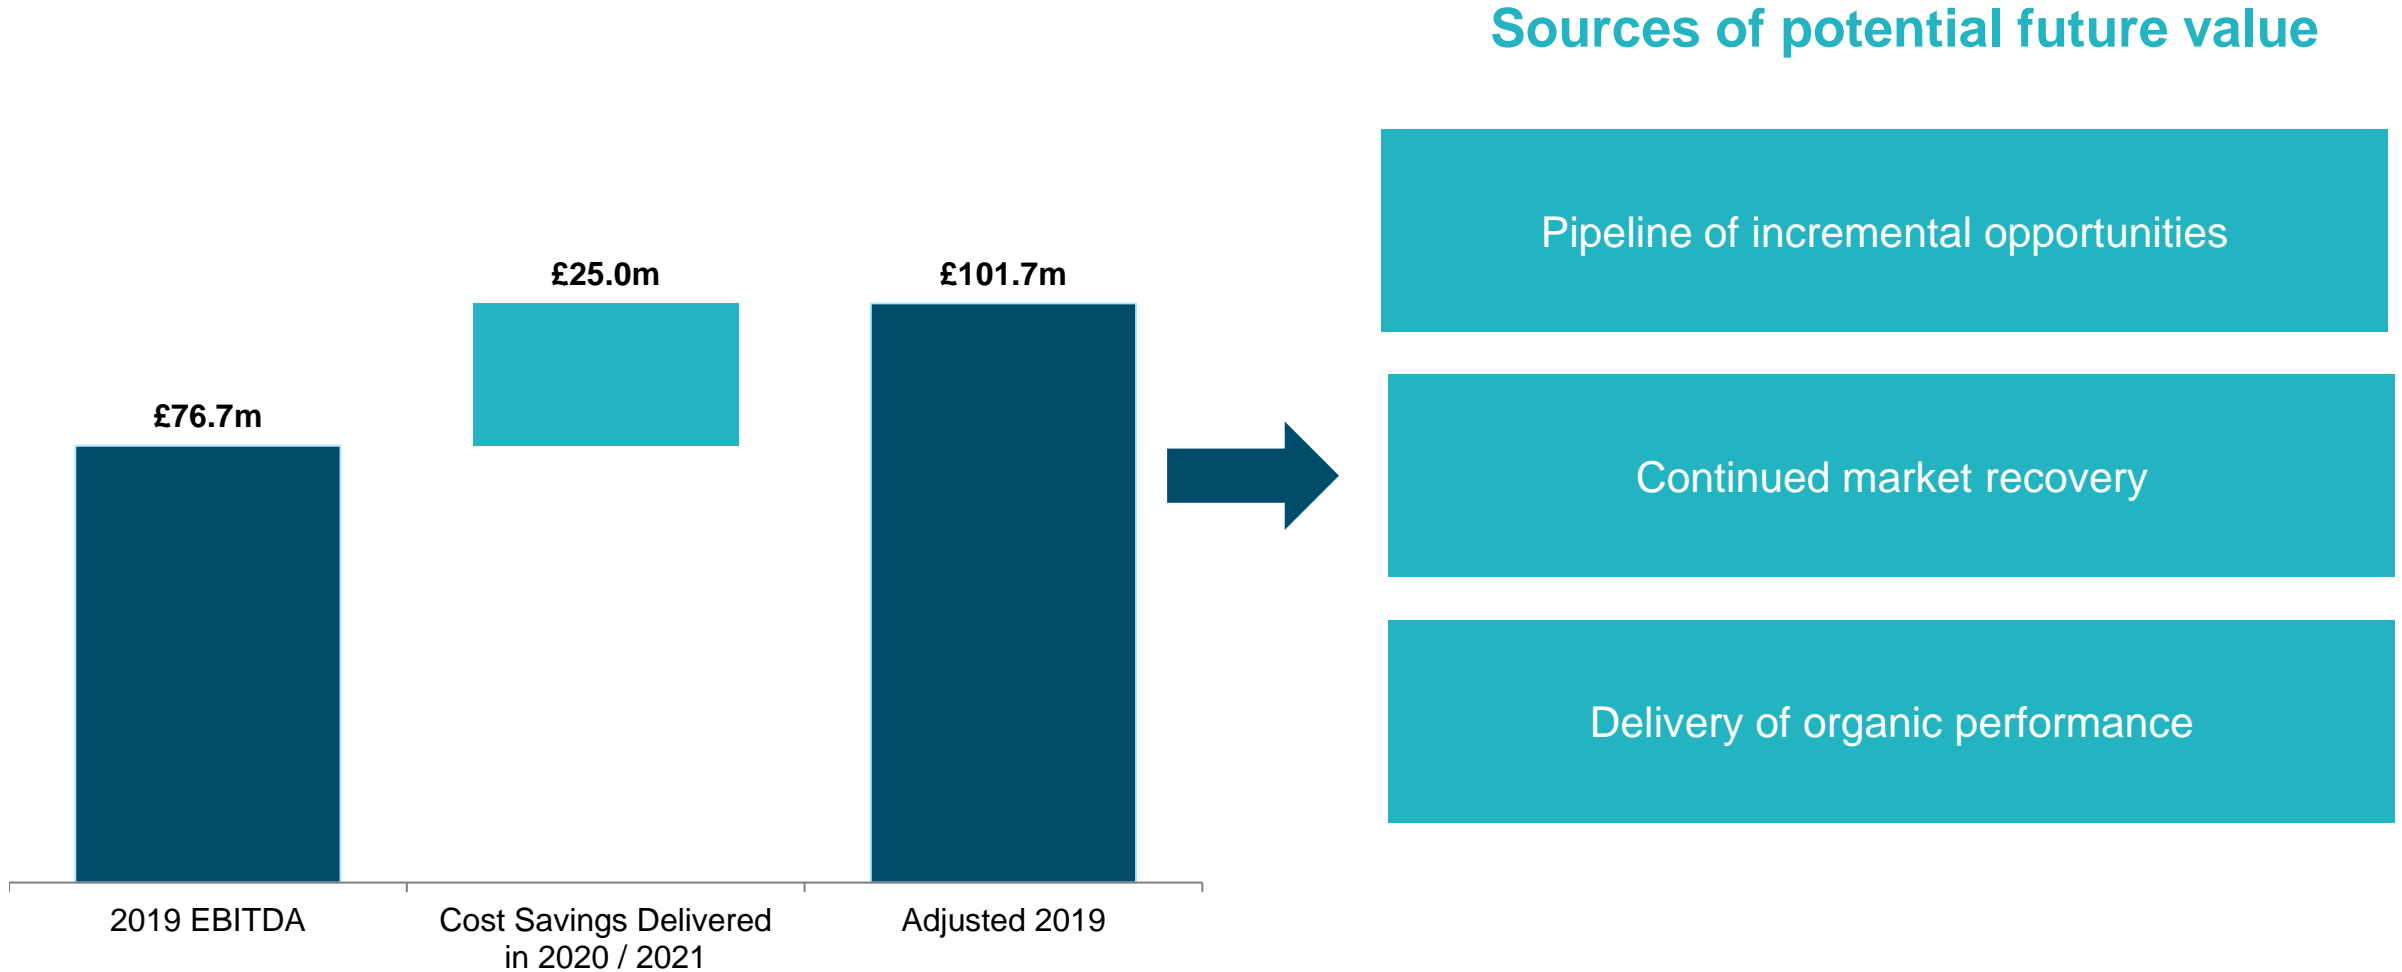 Sources of potential future value
£76.7m
£25.0m
£101.7m
2019 EBITDA
Cost Savings Delivered
in 2020 / 2021
Adjusted 2019
Pipeline of incremental opportunities
Continued market recovery
Delivery of organic performance